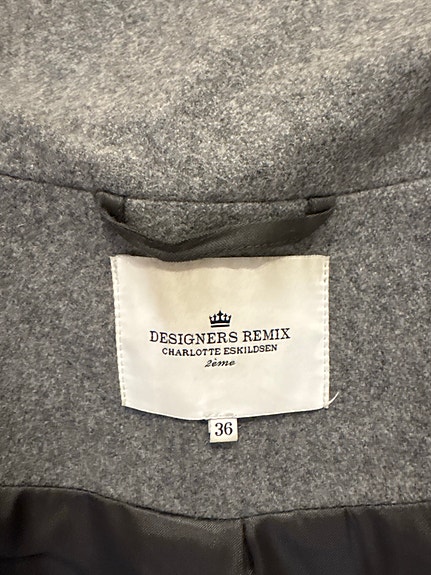 DESIGNERS REMIX
CHARLOTTE ESKILDSEN
2ème
36